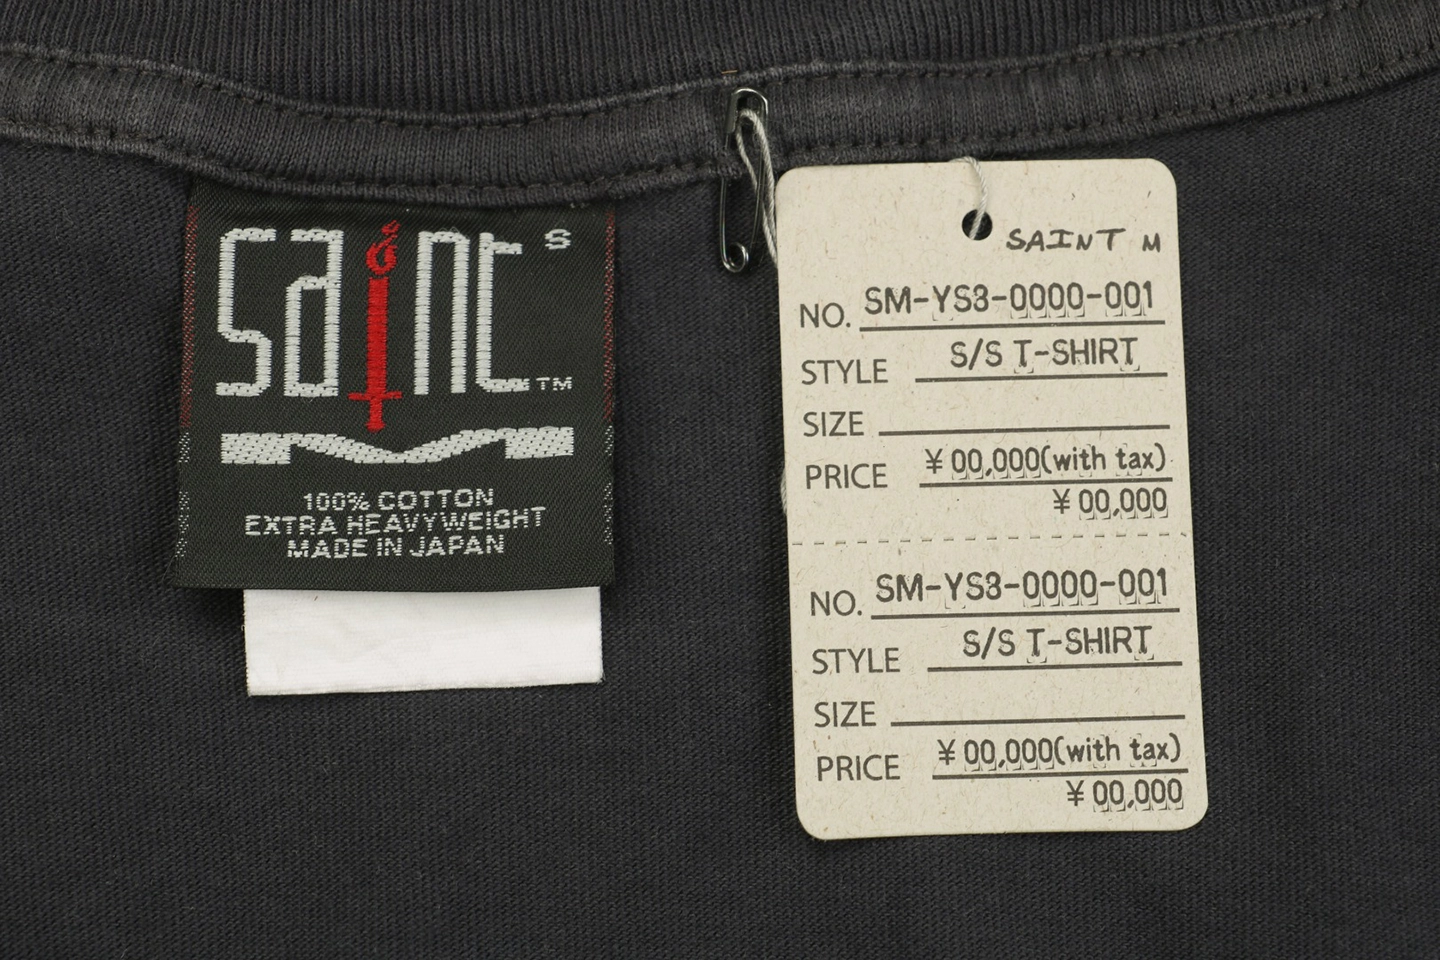 saint S
TM
100% COTTON
EXTRA HEAVYWEIGHT
MADE IN JAPAN
SAINT M
NO. SM-YS3-0000-001
STYLE S/S T-SHIRT
SIZE
PRICE ¥00,000(with tax)
¥00,000
NO. SM-YS3-0000-001
STYLE S/S T-SHIRT
SIZE
PRICE ¥00,000(with tax)
¥00,000